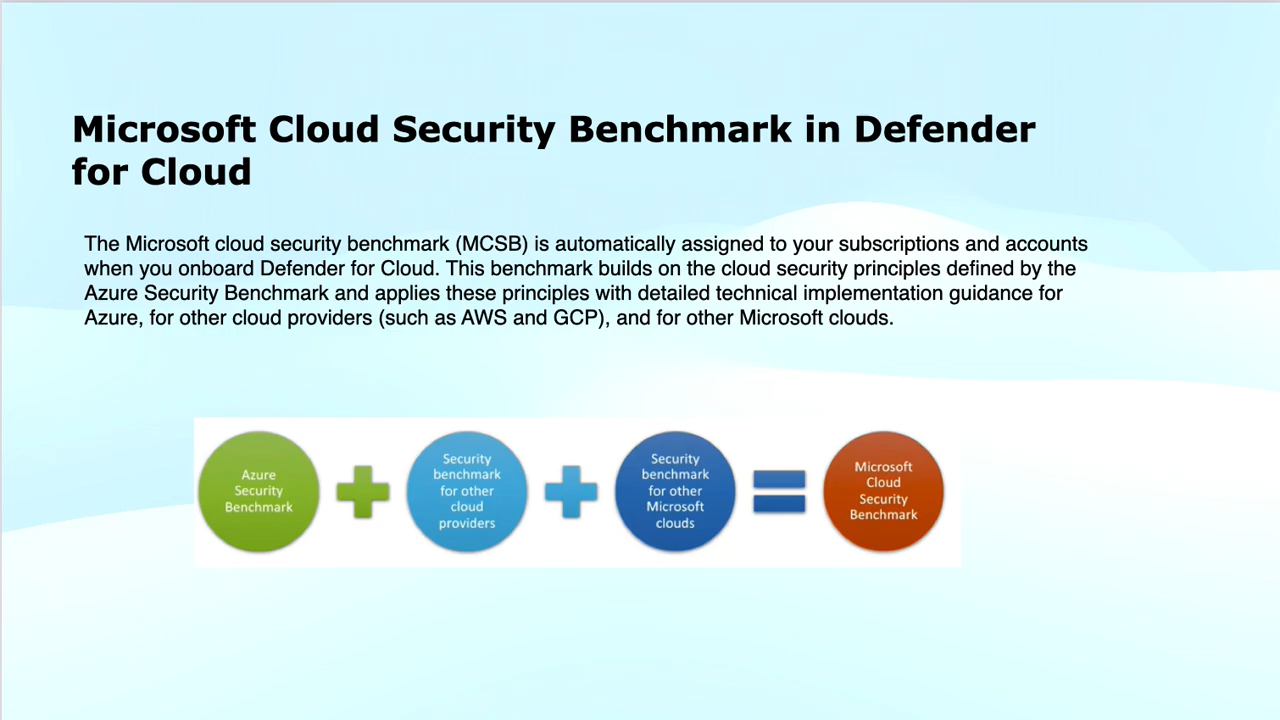 Microsoft Cloud Security Benchmark in Defender
for Cloud
The Microsoft cloud security benchmark (MCSB) is automatically assigned to your subscriptions and accounts
when you onboard Defender for Cloud. This benchmark builds on the cloud security principles defined by the
Azure Security Benchmark and applies these principles with detailed technical implementation guidance for
Azure, for other cloud providers (such as AWS and GCP), and for other Microsoft clouds.
Azure
Security
Benchmark
Security
benchmark
for other
cloud
providers
Security
benchmark
for other
Microsoft
clouds
Microsoft
Cloud
Security
Benchmark